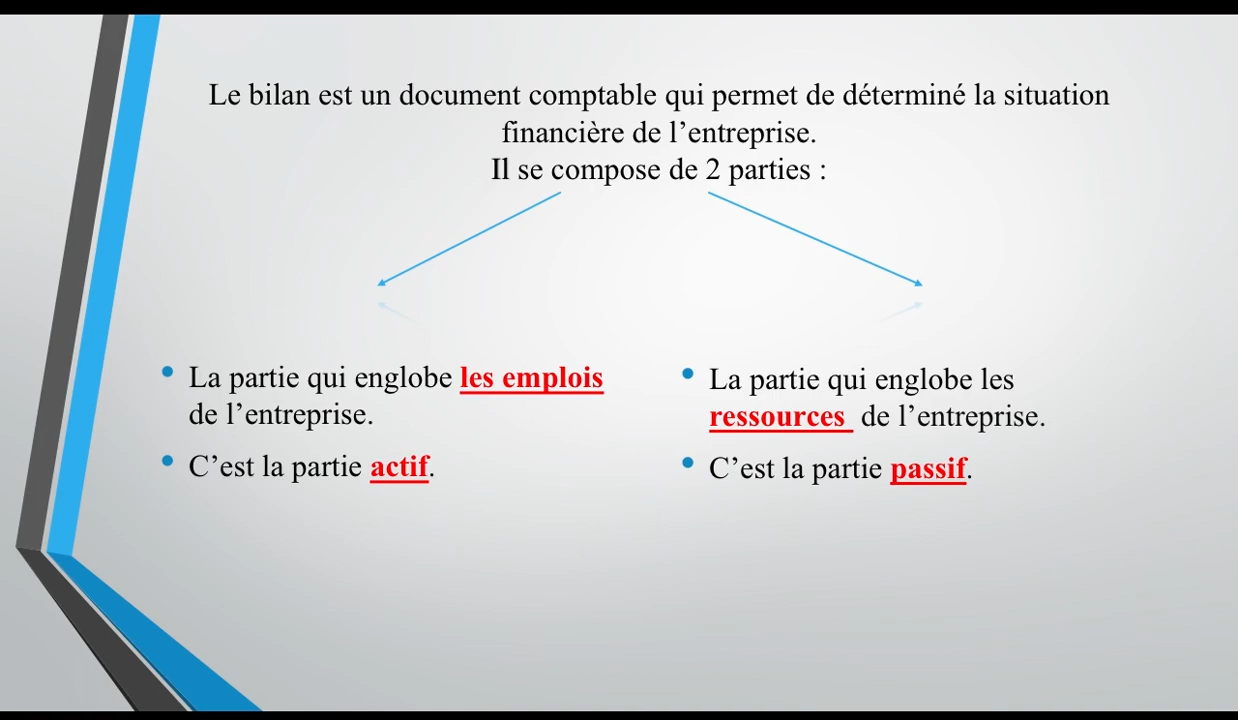 Le bilan est un document comptable qui permet de déterminé la situation
financière de l’entreprise.
Il se compose de 2 parties :
La partie qui englobe les emplois
de l’entreprise.
C’est la partie actif.
La partie qui englobe les
ressources de l’entreprise.
C’est la partie passif.